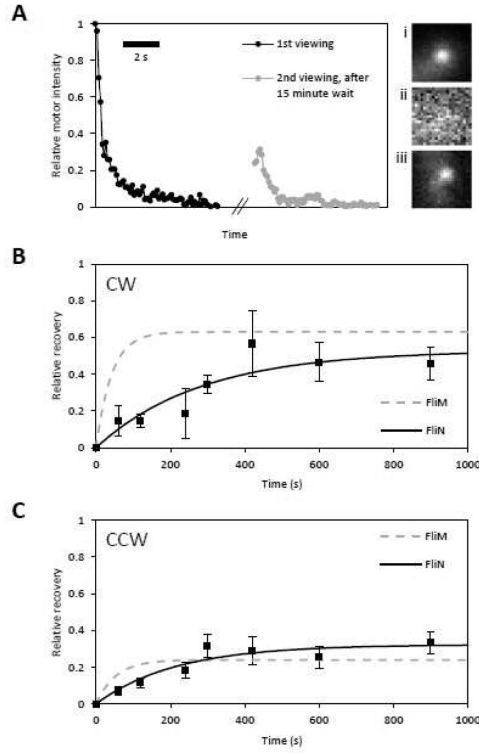 A
Relative motor intensity
1
0.8
0.6
0.4
0.2
0
2 s
1st viewing
2nd viewing, after
15 minute wait
Time
i
ii
iii
B
CW
Relative recovery
1
0.8
0.6
0.4
0.2
0
FliM
FliN
0 200 400 600 800 1000
Time (s)
C
CCW
Relative recovery
1
0.8
0.6
0.4
0.2
0
FliM
FliN
0 200 400 600 800 1000
Time (s)